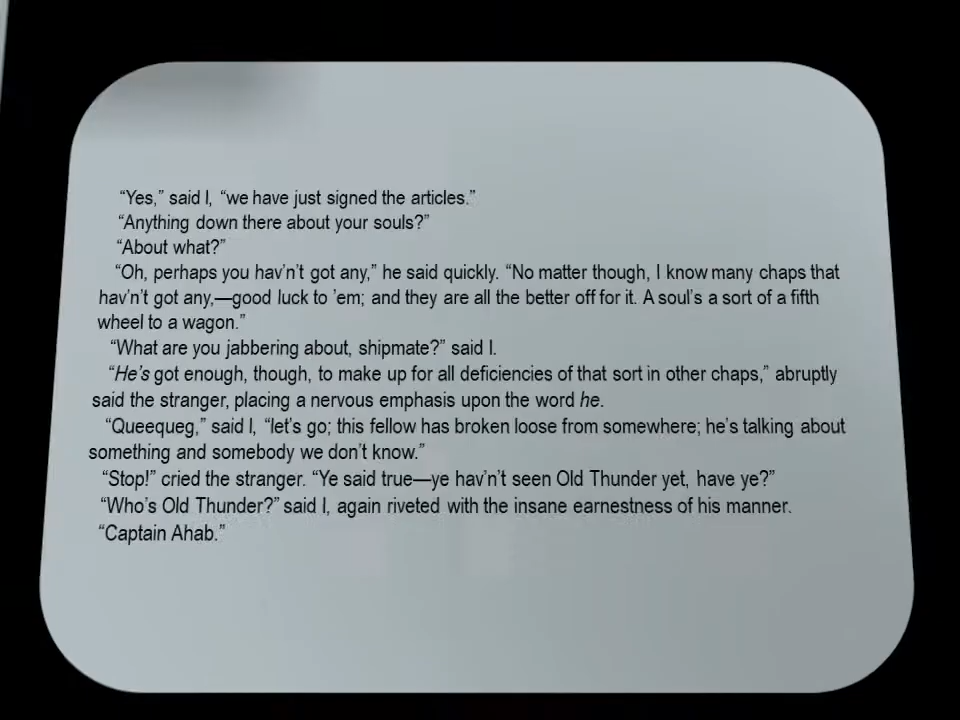 “Yes,” said I, “we have just signed the articles.”
“Anything down there about your souls?”
“About what?”
“Oh, perhaps you hav’n’t got any,” he said quickly. “No matter though, I know many chaps that
hav’n’t got any,—good luck to ’em; and they are all the better off for it. A soul’s a sort of a fifth
wheel to a wagon.”
“What are you jabbering about, shipmate?” said I.
“He’s got enough, though, to make up for all deficiencies of that sort in other chaps,” abruptly
said the stranger, placing a nervous emphasis upon the word he.
“Queequeg,” said I, “let’s go; this fellow has broken loose from somewhere; he’s talking about
something and somebody we don’t know.”
“Stop!” cried the stranger. “Ye said true—ye hav’n’t seen Old Thunder yet, have ye?”
“Who’s Old Thunder?” said I, again riveted with the insane earnestness of his manner.
“Captain Ahab.”